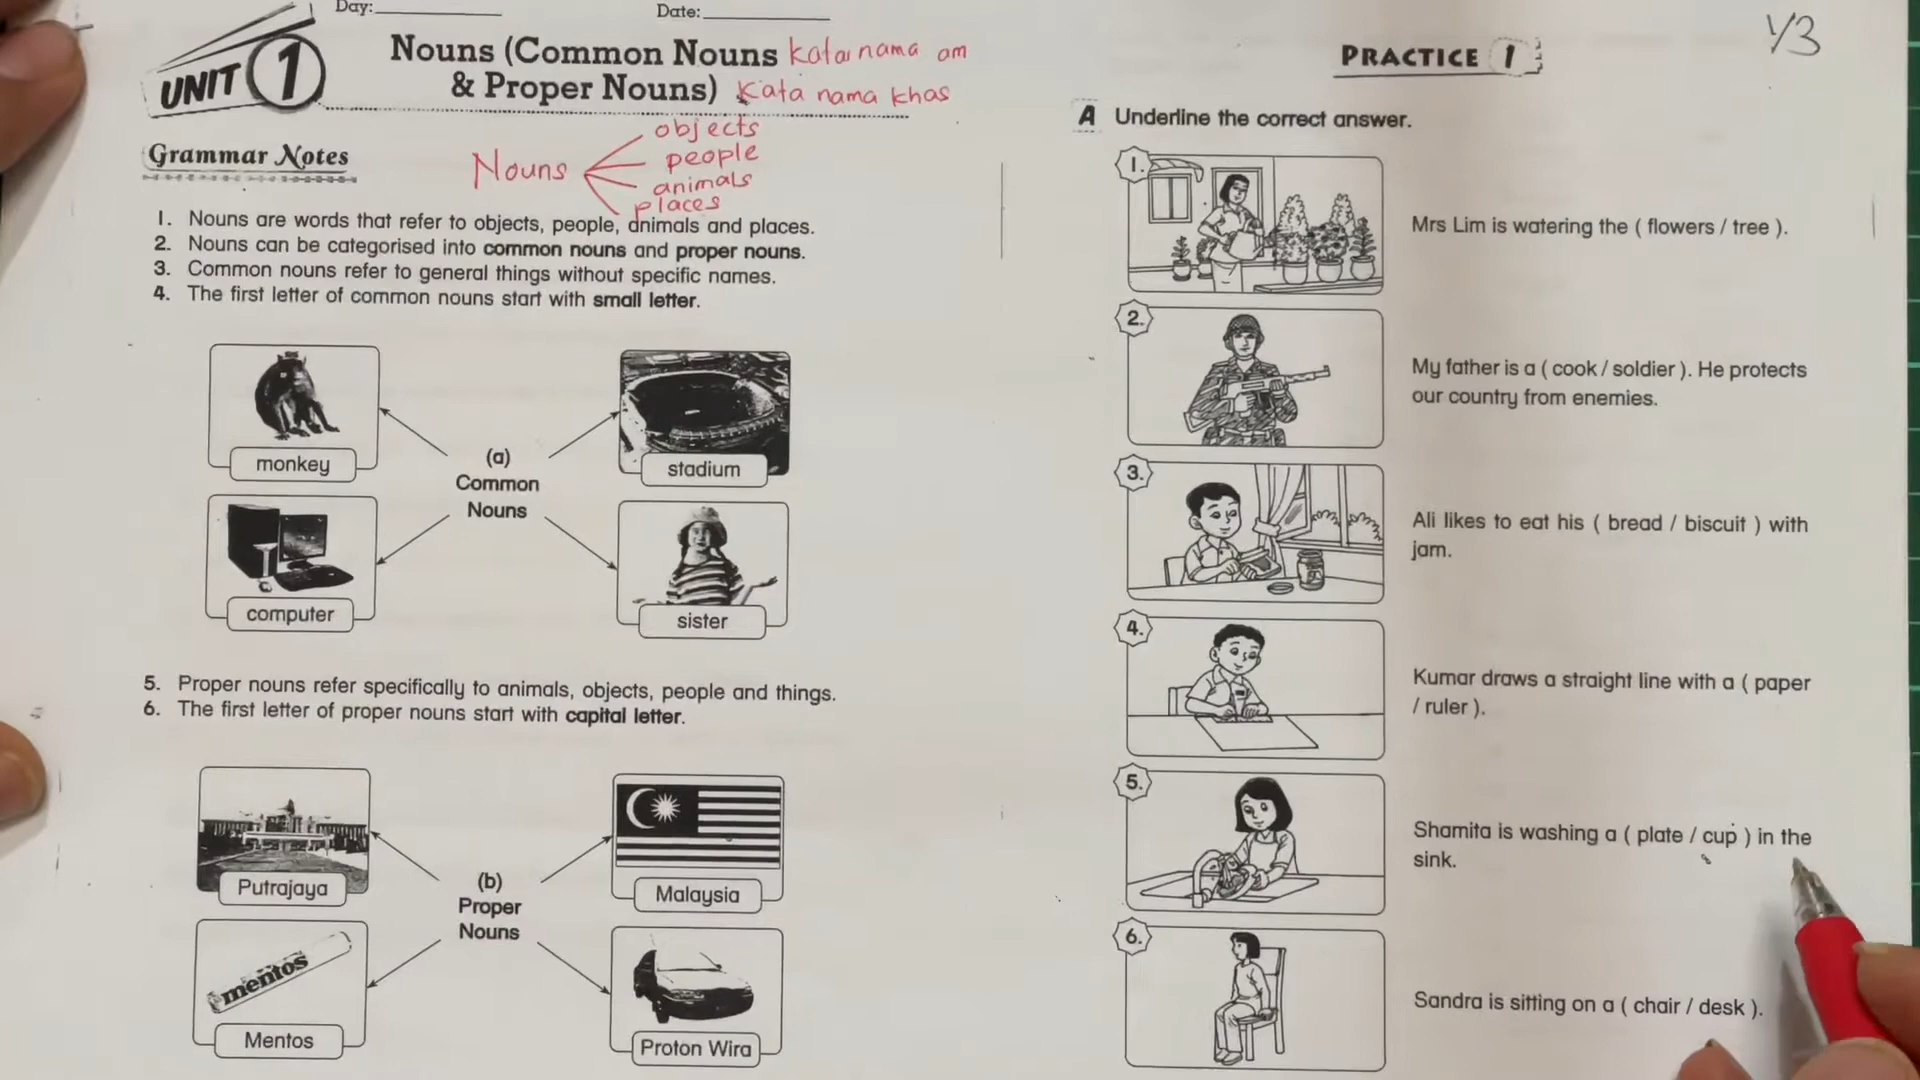 Day:
Date:
UNIT 1
Nouns (Common Nouns kata nama am
& Proper Nouns) Kata nama khas
Grammar Notes
Nouns
objects
people
animals
places
1. Nouns are words that refer to objects, people, animals and places.
2. Nouns can be categorised into common nouns and proper nouns.
3. Common nouns refer to general things without specific names.
4. The first letter of common nouns start with small letter.
monkey
stadium
(a)
Common
Nouns
computer
sister
5. Proper nouns refer specifically to animals, objects, people and things.
6. The first letter of proper nouns start with capital letter.
Putrajaya
Malaysia
(b)
Proper
Nouns
mentos
Mentos
Proton Wira
PRACTICE 1
1/3
A Underline the correct answer.
1.
Mrs Lim is watering the ( flowers / tree ).
2.
My father is a ( cook / soldier ). He protects
our country from enemies.
3.
Ali likes to eat his ( bread / biscuit ) with
jam.
4.
Kumar draws a straight line with a ( paper
/ ruler ).
5.
Shamita is washing a ( plate / cup ) in the
sink.
6.
Sandra is sitting on a ( chair / desk ).